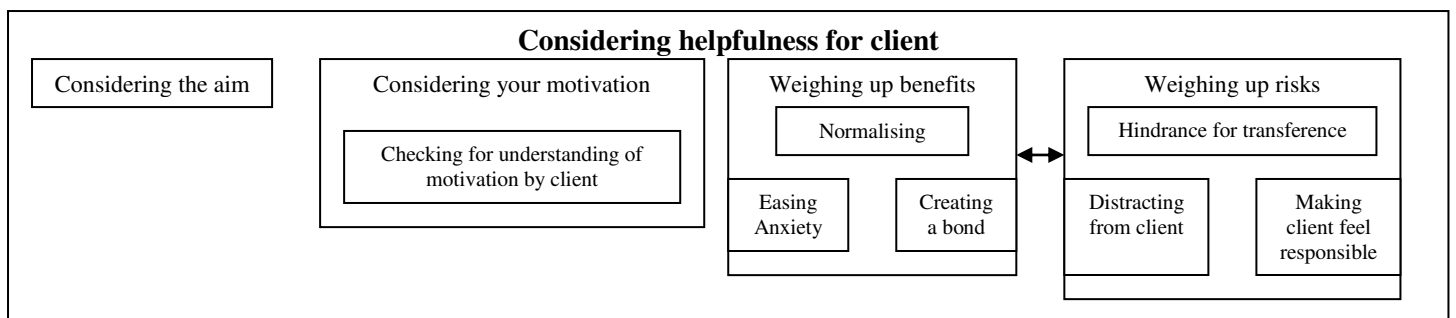 Considering helpfulness for client
Considering the aim
Considering your motivation
Checking for understanding of
motivation by client
Weighing up benefits
Normalising
Easing
Anxiety
Creating
a bond
Weighing up risks
Hindrance for transference
Distracting
from client
Making
client feel
responsible